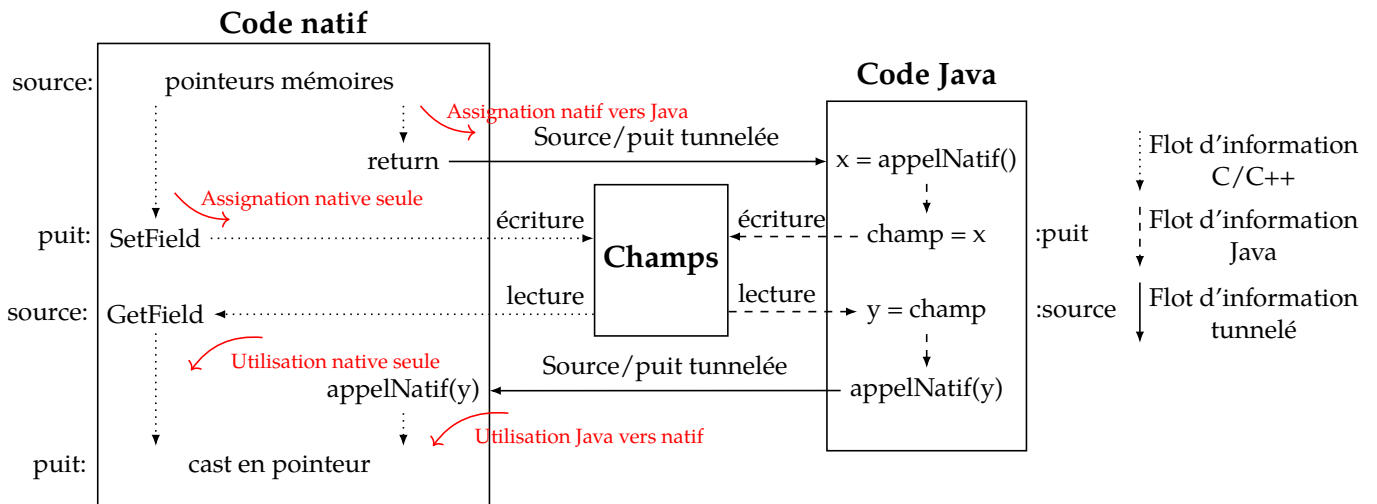 Code natif
source:
pointeurs mémoires
Code Java
Assignation natif vers Java
Source/puit tunnelée
return
x = appelNatif()
Flot d'information
C/C++
Assignation native seule
écriture
écriture
puit:
SetField
Champs
champ = x
:puit
Flot d'information
Java
lecture
lecture
source:
GetField
y = champ
:source
Flot d'information
tunnelé
Utilisation native seule
Source/puit tunnelée
appelNatif(y)
appelNatif(y)
Utilisation Java vers natif
puit:
cast en pointeur